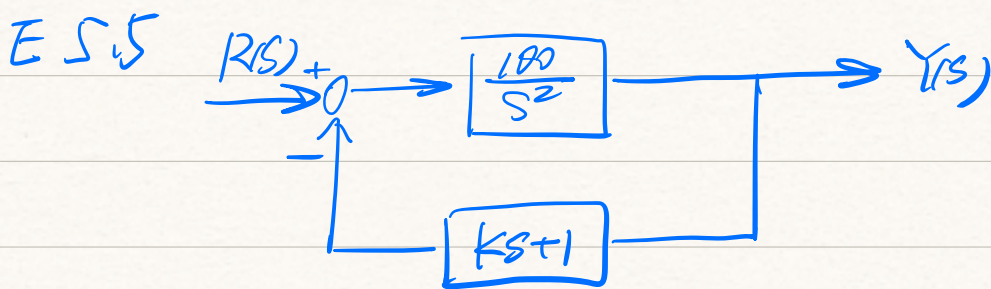 E 5.5
R(S) +
100
S²
Y(S)
−
KS+1